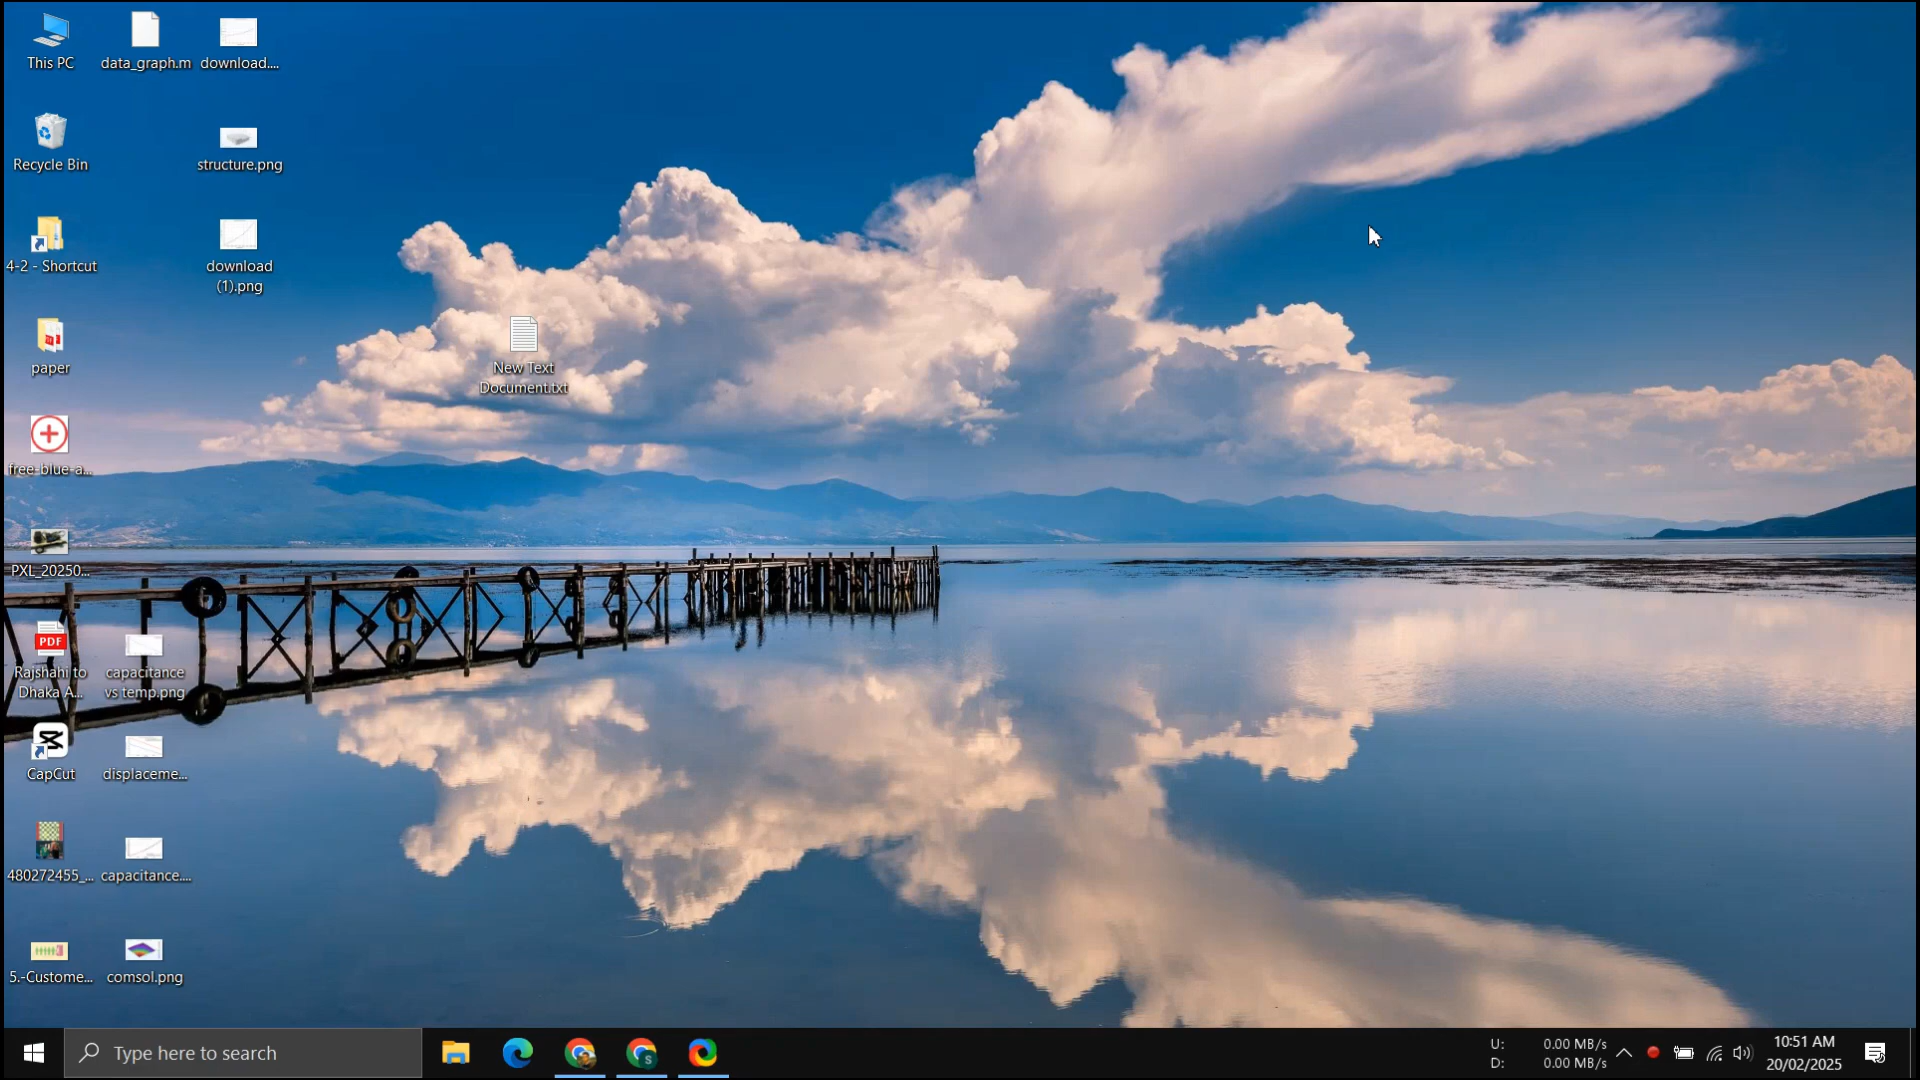 This PC
data_graph.m
download....
Recycle Bin
structure.png
4-2 - Shortcut
download
(1).png
paper
New Text
Document.txt
free-blue-a...
PXL_20250...
PDF
Rajshahi to
Dhaka A...
capacitance
vs temp.png
CapCut
displaceme...
480272455_...
capacitance....
5.-Custome...
comsol.png
Type here to search
S
U: 0.00 MB/s
D: 0.00 MB/s
10:51 AM
20/02/2025